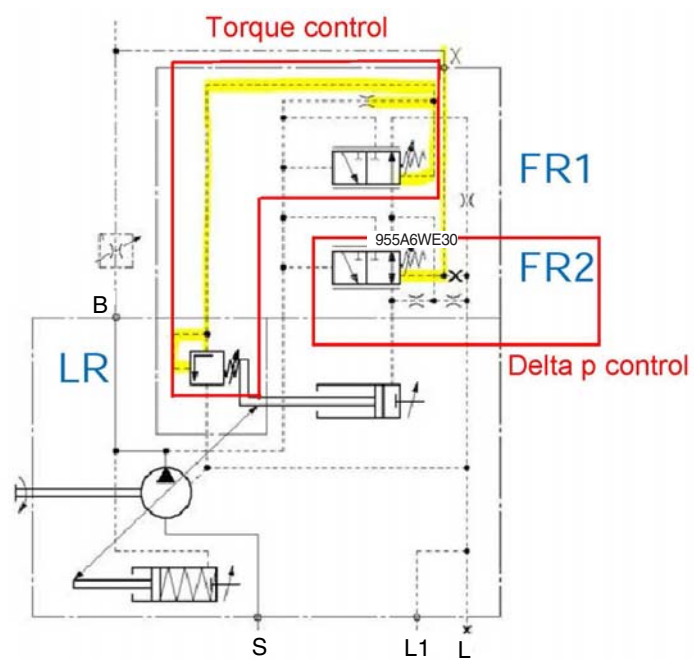 Torque control
FR1
955A6WE30
FR2
B
LR
Delta p control
S
L1
L